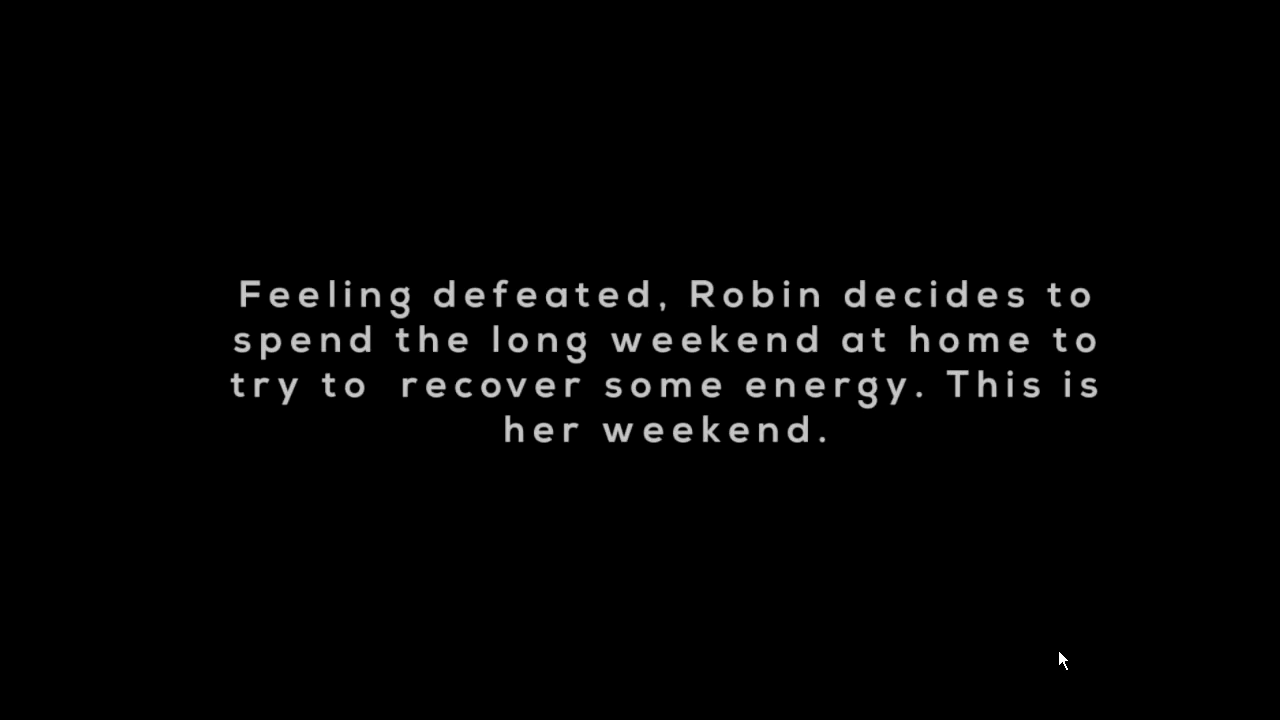 Feeling defeated, Robin decides to
spend the long weekend at home to
try to  recover some energy. This is
her weekend.